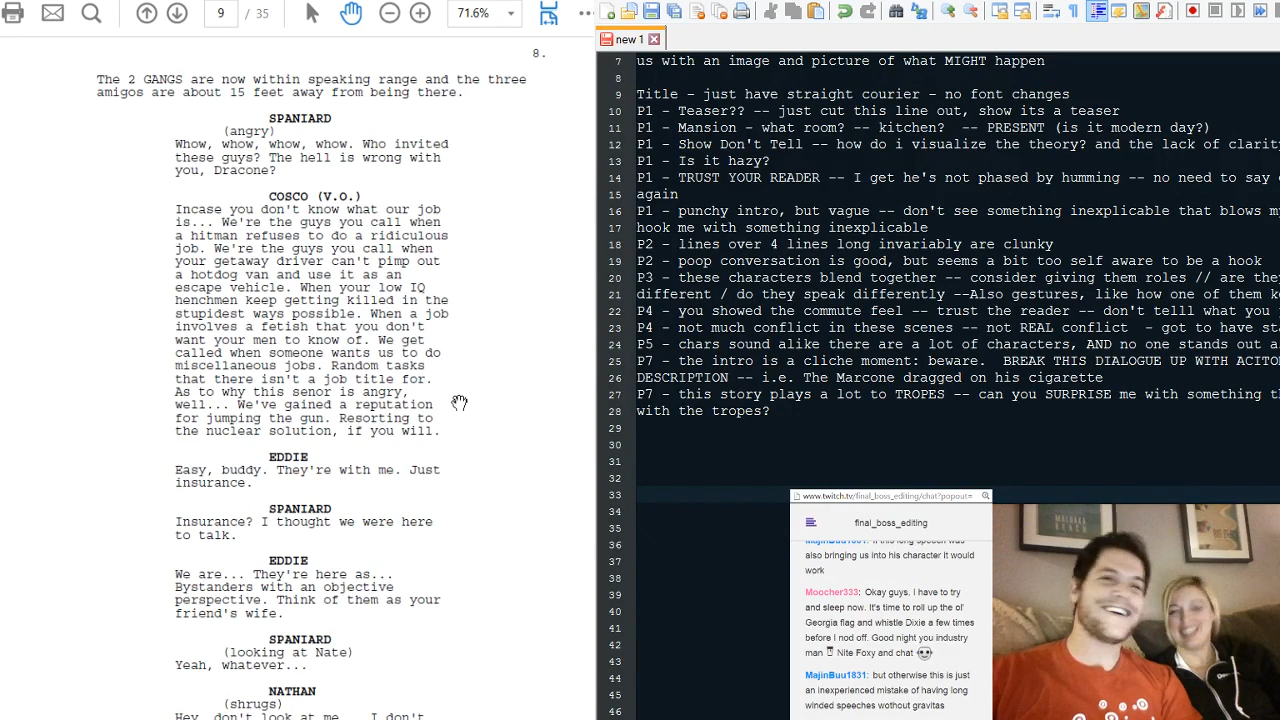 9 / 35
71.6%
8.
The 2 GANGS are now within speaking range and the three
amigos are about 15 feet away from being there.
SPANIARD
(angry)
Whow, whow, whow, whow. Who invited
these guys? The hell is wrong with
you, Dracone?
COSCO (V.O.)
Incase you don't know what our job
is... We're the guys you call when
a hitman refuses to do a ridiculous
job. We're the guys you call when
your getaway driver can't pimp out
a hotdog van and use it as an
escape vehicle. When your low IQ
henchmen keep getting killed in the
stupidest ways possible. When a job
involves a fetish that you don't
want your men to know of. We get
called when someone wants us to do
miscellaneous jobs. Random tasks
that there isn't a job title for.
As to why this senor is angry,
well... We've gained a reputation
for jumping the gun. Resorting to
the nuclear solution, if you will.
EDDIE
Easy, buddy. They're with me. Just
insurance.
SPANIARD
Insurance? I thought we were here
to talk.
EDDIE
We are... They're here as...
Bystanders with an objective
perspective. Think of them as your
friend's wife.
SPANIARD
(looking at Nate)
Yeah, whatever...
NATHAN
(shrugs)
Hey, don't look at me... I don't
new 1
7 us with an image and picture of what MIGHT happen
8
9 Title - just have straight courier - no font changes
10 P1 - Teaser?? -- just cut this line out, show its a teaser
11 P1 - Mansion - what room? -- kitchen? -- PRESENT (is it modern day?)
12 P1 - Show Don't Tell -- how do i visualize the theory? and the lack of clarit
13 P1 - Is it hazy?
14 P1 - TRUST YOUR READER -- I get he's not phased by humming -- no need to say
15 again
16 P1 - punchy intro, but vague -- don't see something inexplicable that blows m
17 hook me with something inexplicable
18 P2 - lines over 4 lines long invariably are clunky
19 P2 - poop conversation is good, but seems a bit too self aware to be a hook
20 P3 - these characters blend together -- consider giving them roles // are the
21 different / do they speak differently --Also gestures, like how one of them k
22 P4 - you showed the commute feel -- trust the reader -- don't telll what you
23 P4 - not much conflict in these scenes -- not REAL conflict - got to have st
24 P5 - chars sound alike there are a lot of characters, AND no one stands out a
25 P7 - the intro is a cliche moment: beware. BREAK THIS DIALOGUE UP WITH ACITO
26 DESCRIPTION -- i.e. The Marcone dragged on his cigarette
27 P7 - this story plays a lot to TROPES -- can you SURPRISE me with something t
28 with the tropes?
29
30
31
32
33
34
35
36
37
38
39
40
41
42
43
44
45
46
www.twitch.tv/final_boss_editing/chat?popout=
final_boss_editing
MajinBuu1831: If this long speech was
also bringing us into his character it would
work
Moocher333: Okay guys, I have to try
and sleep now. It's time to roll up the ol'
Georgia flag and whistle Dixie a few times
before I nod off. Good night you industry
man Nite Foxy and chat
MajinBuu1831: but otherwise this is just
an inexperienced mistake of having long
winded speeches wothout gravitas